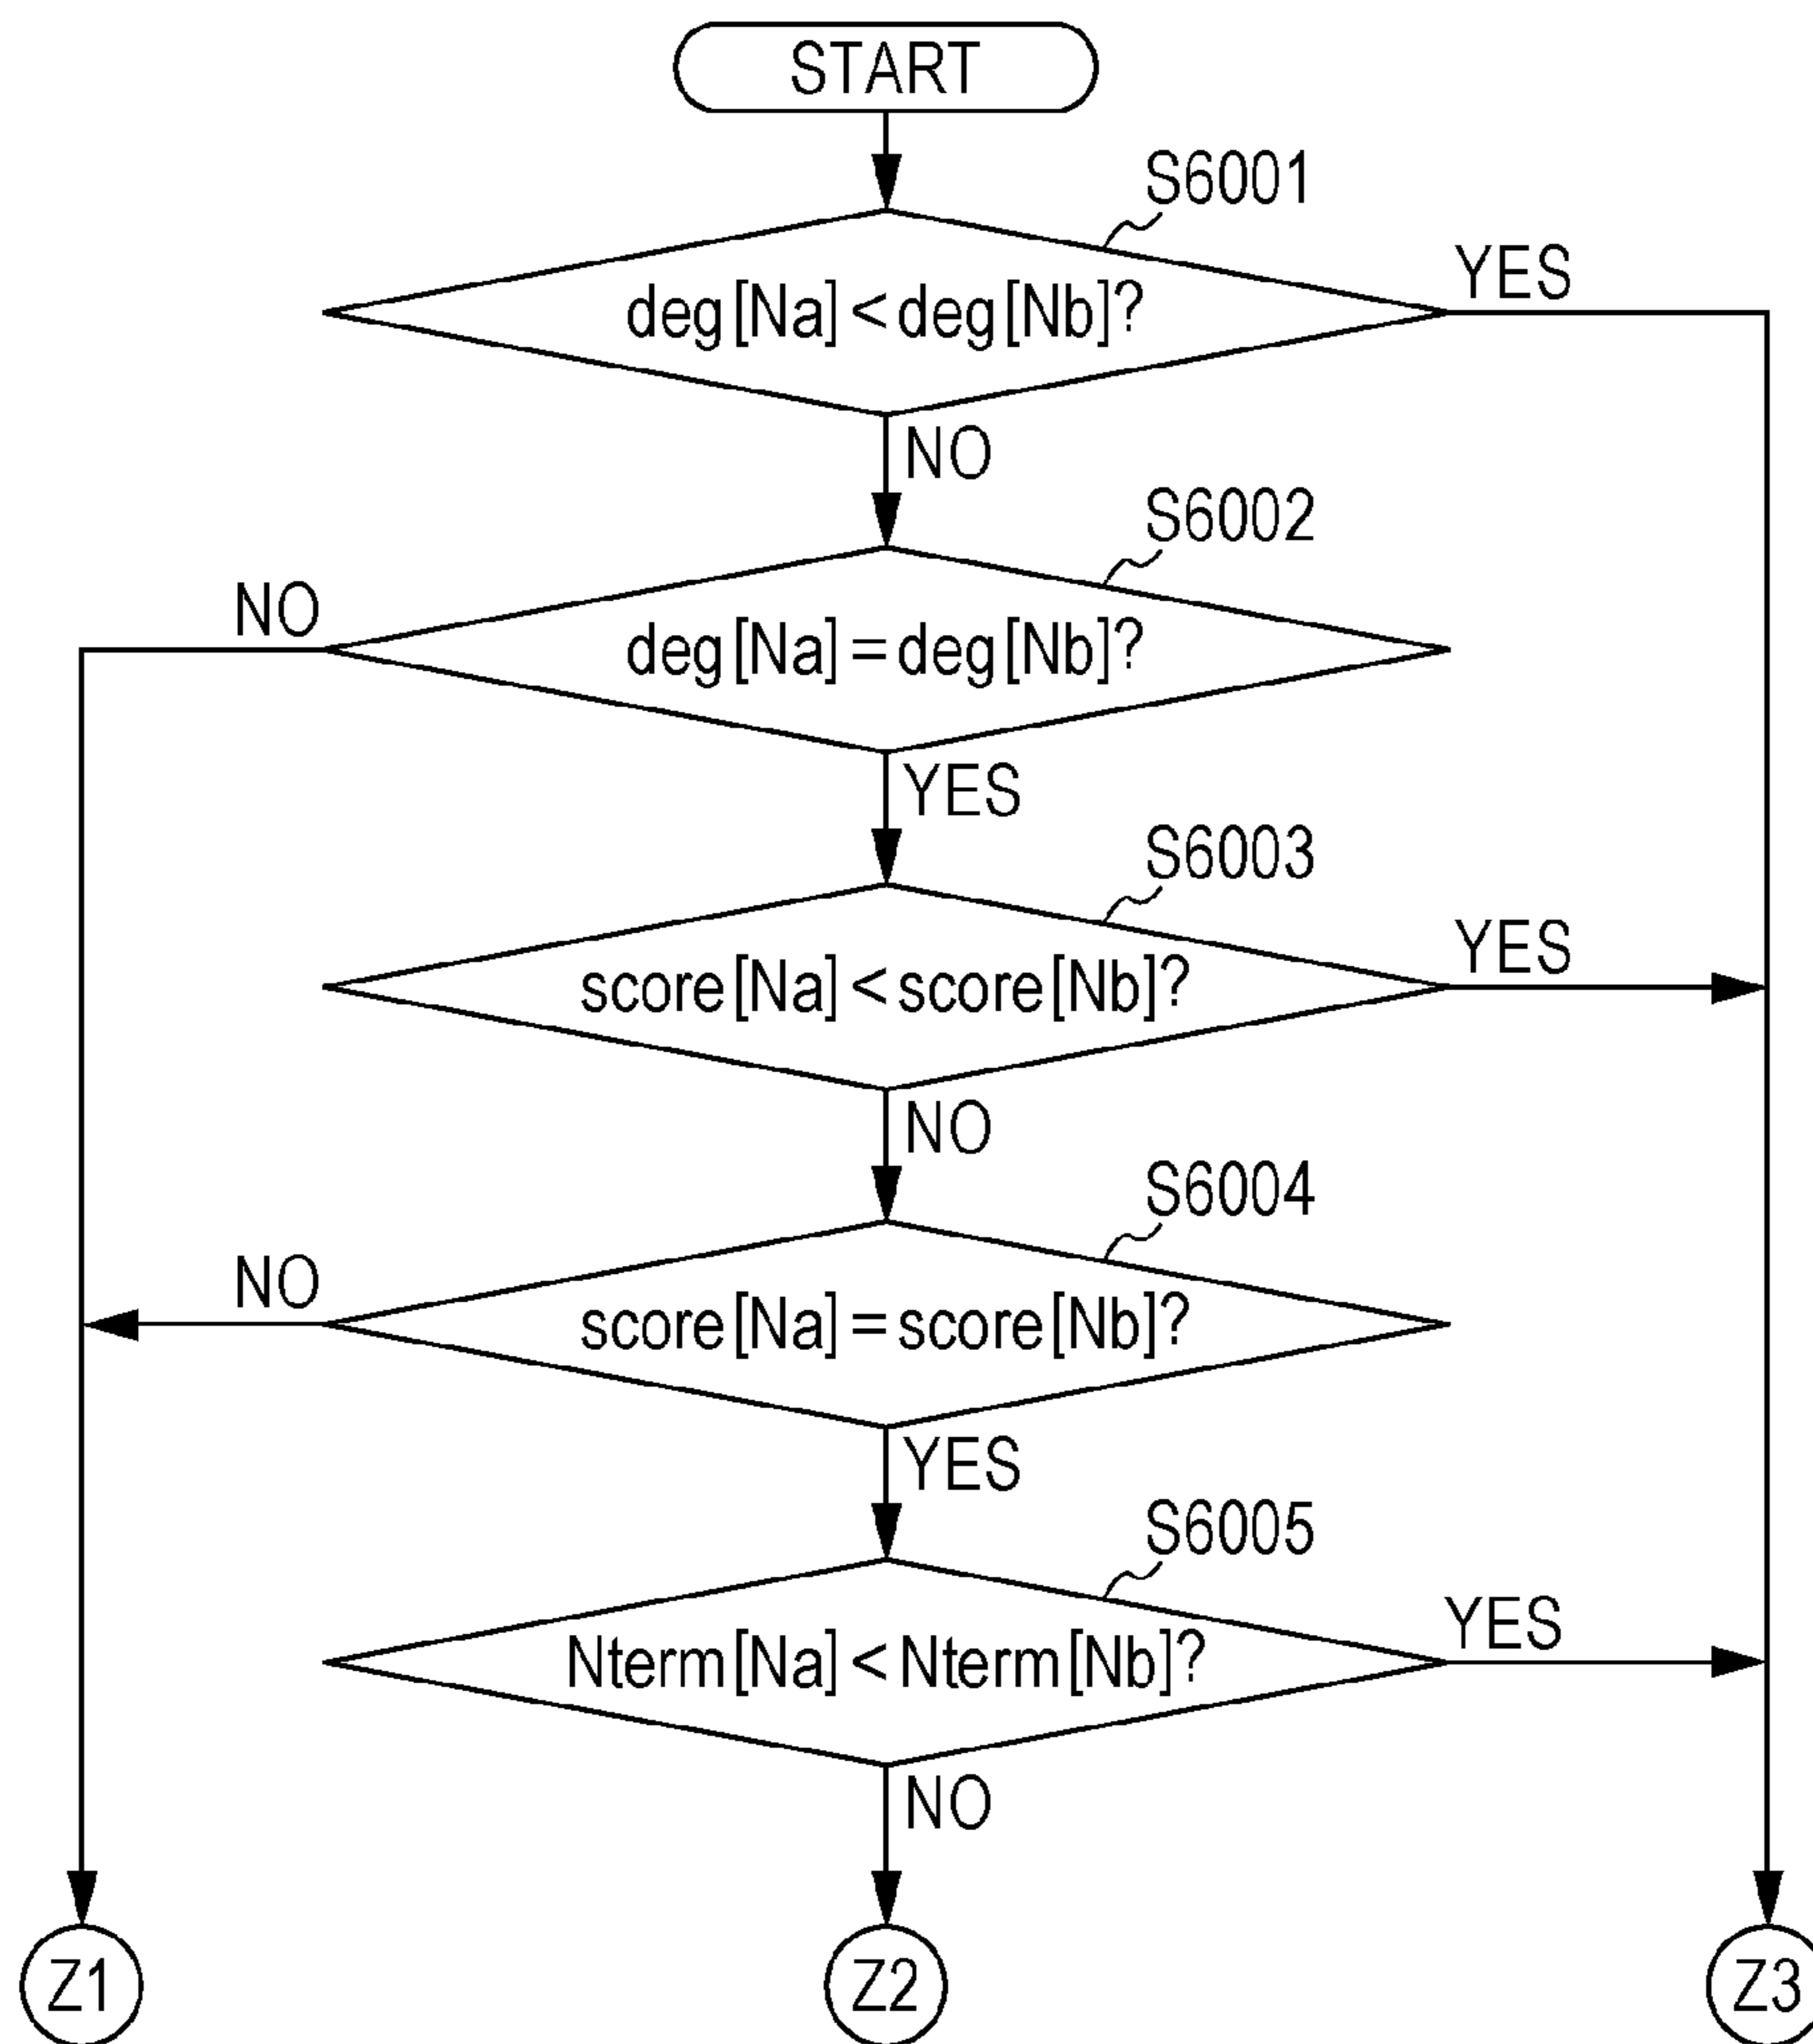 START
S6001
deg[Na]<deg[Nb]?
YES
NO
S6002
NO
deg[Na]=deg[Nb]?
YES
S6003
score[Na]<score[Nb]?
YES
NO
S6004
NO
score[Na]=score[Nb]?
YES
S6005
Nterm[Na]<Nterm[Nb]?
YES
NO
Z1
Z2
Z3